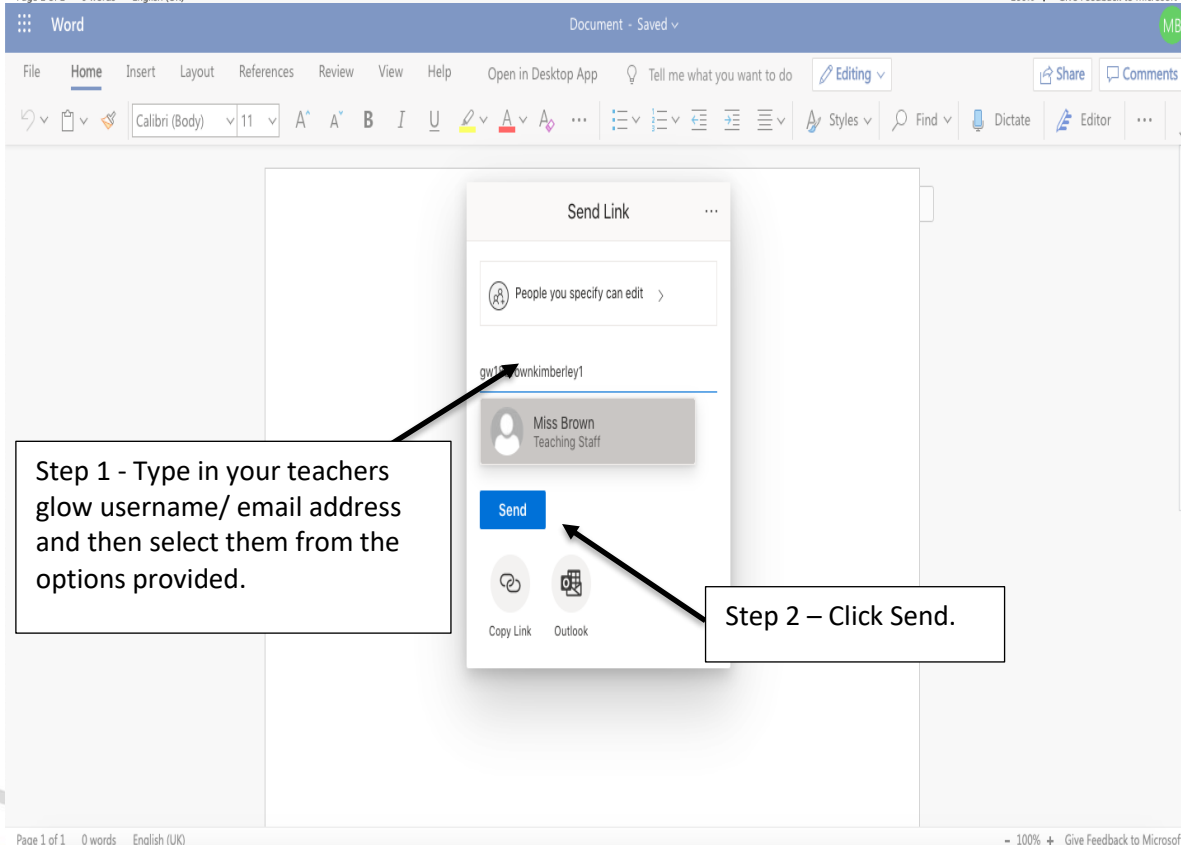 Word
Document - Saved
MB
File Home Insert Layout References Review View Help Open in Desktop App Tell me what you want to do Editing Share Comments
Calibri (Body) 11 A A B I U A A ... Styles Find Dictate Editor ...
Send Link ...
People you specify can edit
Miss Brown
Teaching Staff
Send
Copy Link Outlook
Step 1 - Type in your teachers
glow username/ email address
and then select them from the
options provided.
Step 2 – Click Send.
Page 1 of 1 0 words English (UK) - 100% + Give Feedback to Microsof